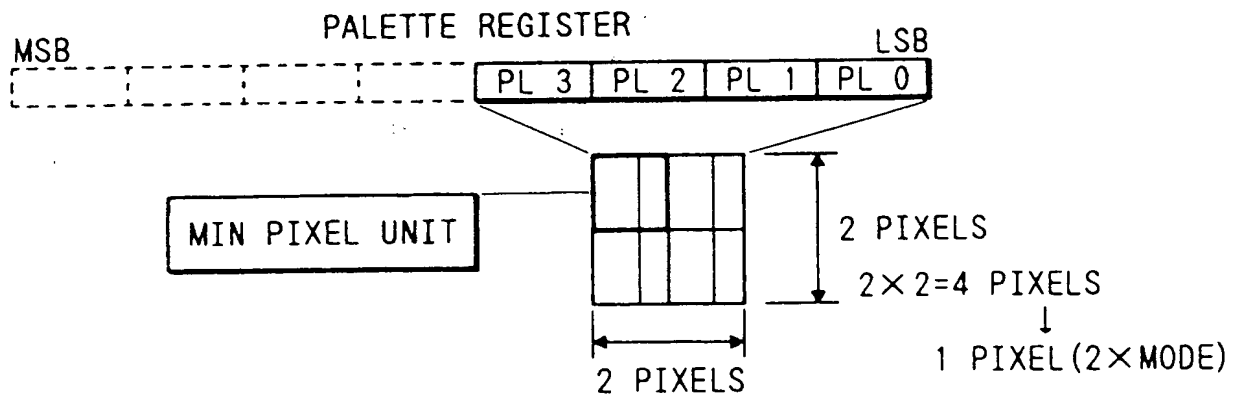 PALETTE REGISTER
MSB
LSB
PL 3 PL 2 PL 1 PL 0
MIN PIXEL UNIT
2 PIXELS
2×2=4 PIXELS
↓
1 PIXEL(2×MODE)
2 PIXELS